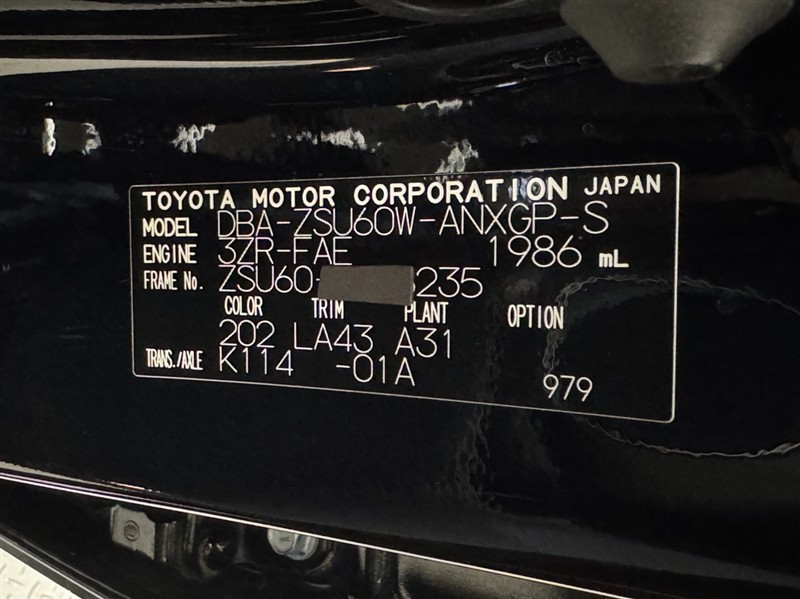 TOYOTA MOTOR CORPORATION JAPAN
MODEL DBA-ZSU60W-ANXGP-S
ENGINE 3ZR-FAE 1986 mL
FRAME No. ZSU60- 235
COLOR TRIM PLANT OPTION
202 LA43 A31
TRANS./AXLE K114 -01A
979